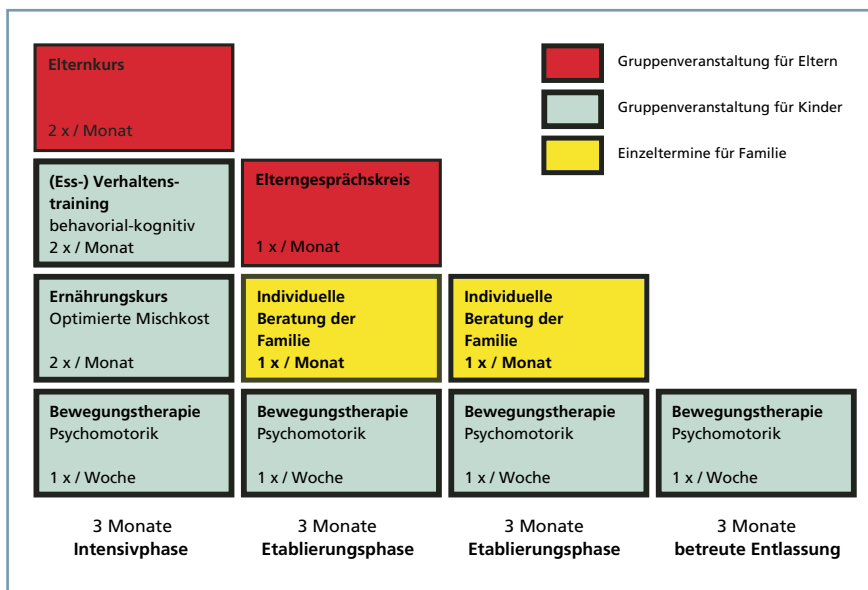 Elternkurs
2 x / Monat
Gruppenveranstaltung für Eltern
Gruppenveranstaltung für Kinder
Einzeltermine für Familie
(Ess-) Verhaltens-
training
behavorial-kognitiv
2 x / Monat
Elterngesprächskreis
1 x / Monat
Ernährungskurs
Optimierte Mischkost
2 x / Monat
Individuelle
Beratung der
Familie
1 x / Monat
Individuelle
Beratung der
Familie
1 x / Monat
Bewegungstherapie
Psychomotorik
1 x / Woche
Bewegungstherapie
Psychomotorik
1 x / Woche
Bewegungstherapie
Psychomotorik
1 x / Woche
Bewegungstherapie
Psychomotorik
1 x / Woche
3 Monate
Intensivphase
3 Monate
Etablierungsphase
3 Monate
Etablierungsphase
3 Monate
betreute Entlassung